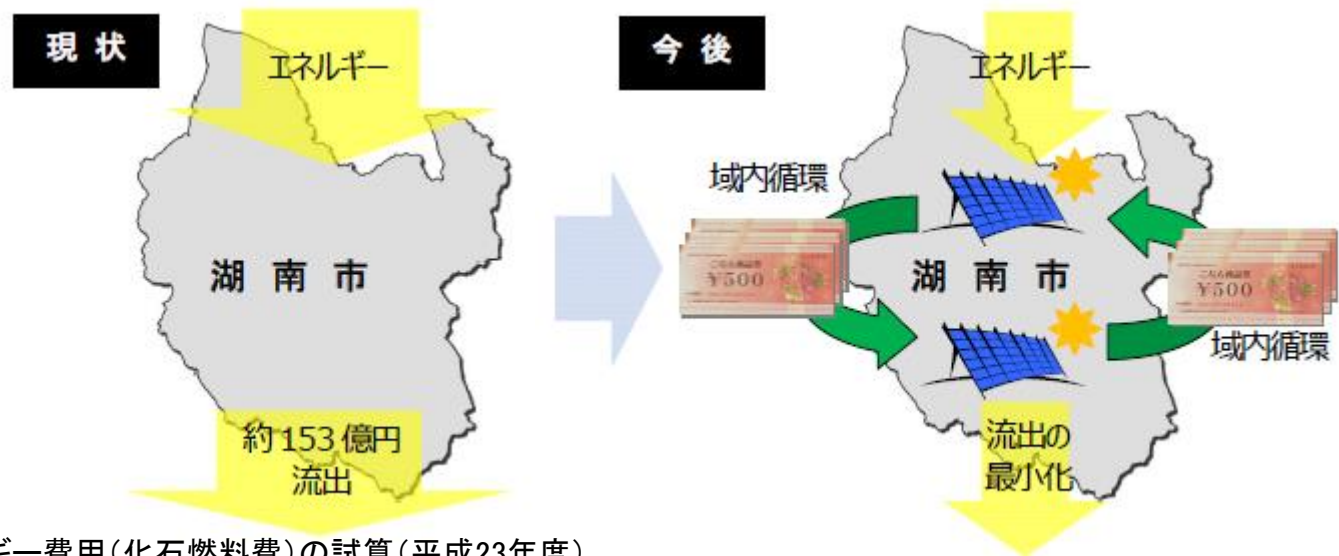 現 状
エネルギー
湖 南 市
約153億円
流出
今 後
エネルギー
域内循環
¥500
湖 南 市
¥500
域内循環
流出の
最小化
ギー費用(化石燃料費)の試算(平成23年度)